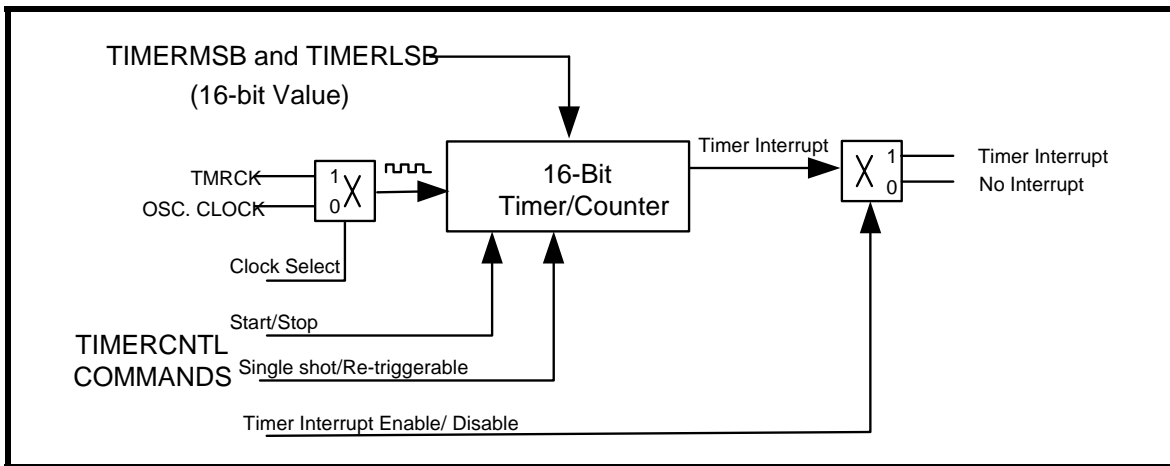 TIMERMSB and TIMERLSB
(16-bit Value)
Timer Interrupt
16-Bit
Timer/Counter
TMRCK
1
X
OSC. CLOCK
0
X
1
Timer Interrupt
0
No Interrupt
Clock Select
Start/Stop
TIMERCNTL
COMMANDS
Single shot/Re-triggerable
Timer Interrupt Enable/ Disable